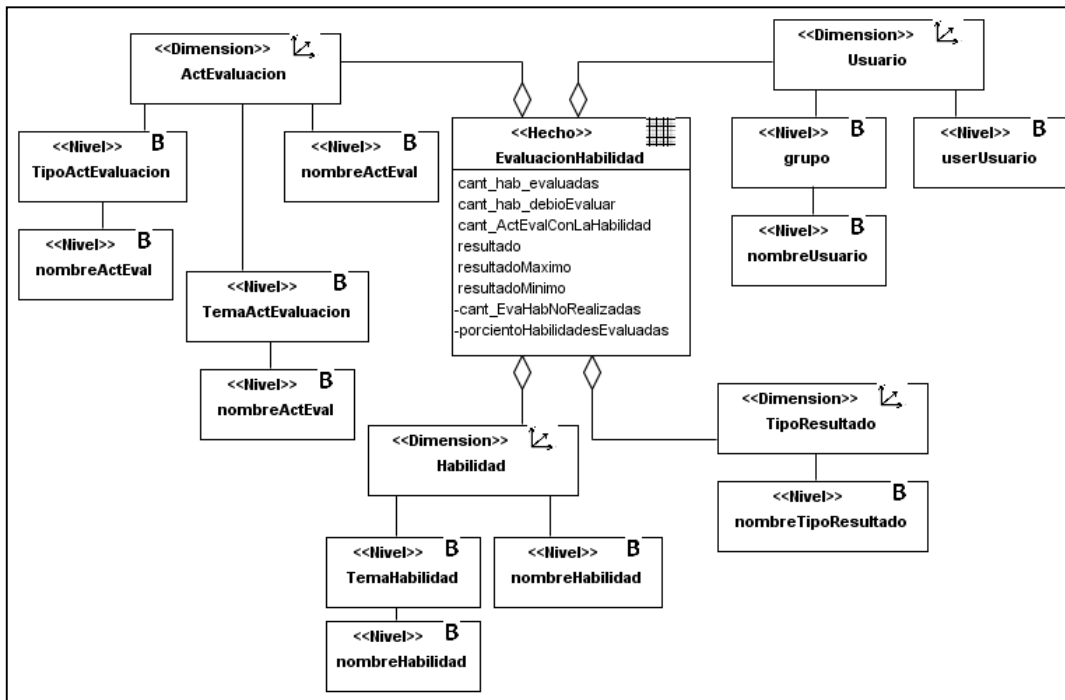 <<Dimension>>
ActEvaluacion
<<Dimension>>
Usuario
<<Nivel>> B
TipoActEvaluacion
<<Nivel>> B
nombreActEval
<<Nivel>> B
nombreActEval
<<Nivel>> B
TemaActEvaluacion
<<Nivel>> B
nombreActEval
<<Hecho>>
EvaluacionHabilidad
cant_hab_evaluadas
cant_hab_debioEvaluar
cant_ActEvalConLaHabilidad
resultado
resultadoMaximo
resultadoMinimo
-cant_EvaHabNoRealizadas
-porcientoHabilidadesEvaluadas
<<Nivel>> B
grupo
<<Nivel>> B
userUsuario
<<Nivel>> B
nombreUsuario
<<Dimension>>
Habilidad
<<Dimension>>
TipoResultado
<<Nivel>> B
nombreTipoResultado
<<Nivel>> B
TemaHabilidad
<<Nivel>> B
nombreHabilidad
<<Nivel>> B
nombreHabilidad